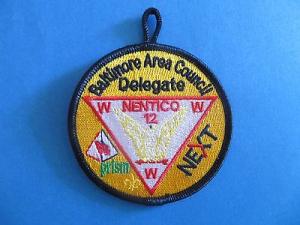 Baltimore Area Council
Delegate
NENTICO
W 12 W
prism
NEXT
W